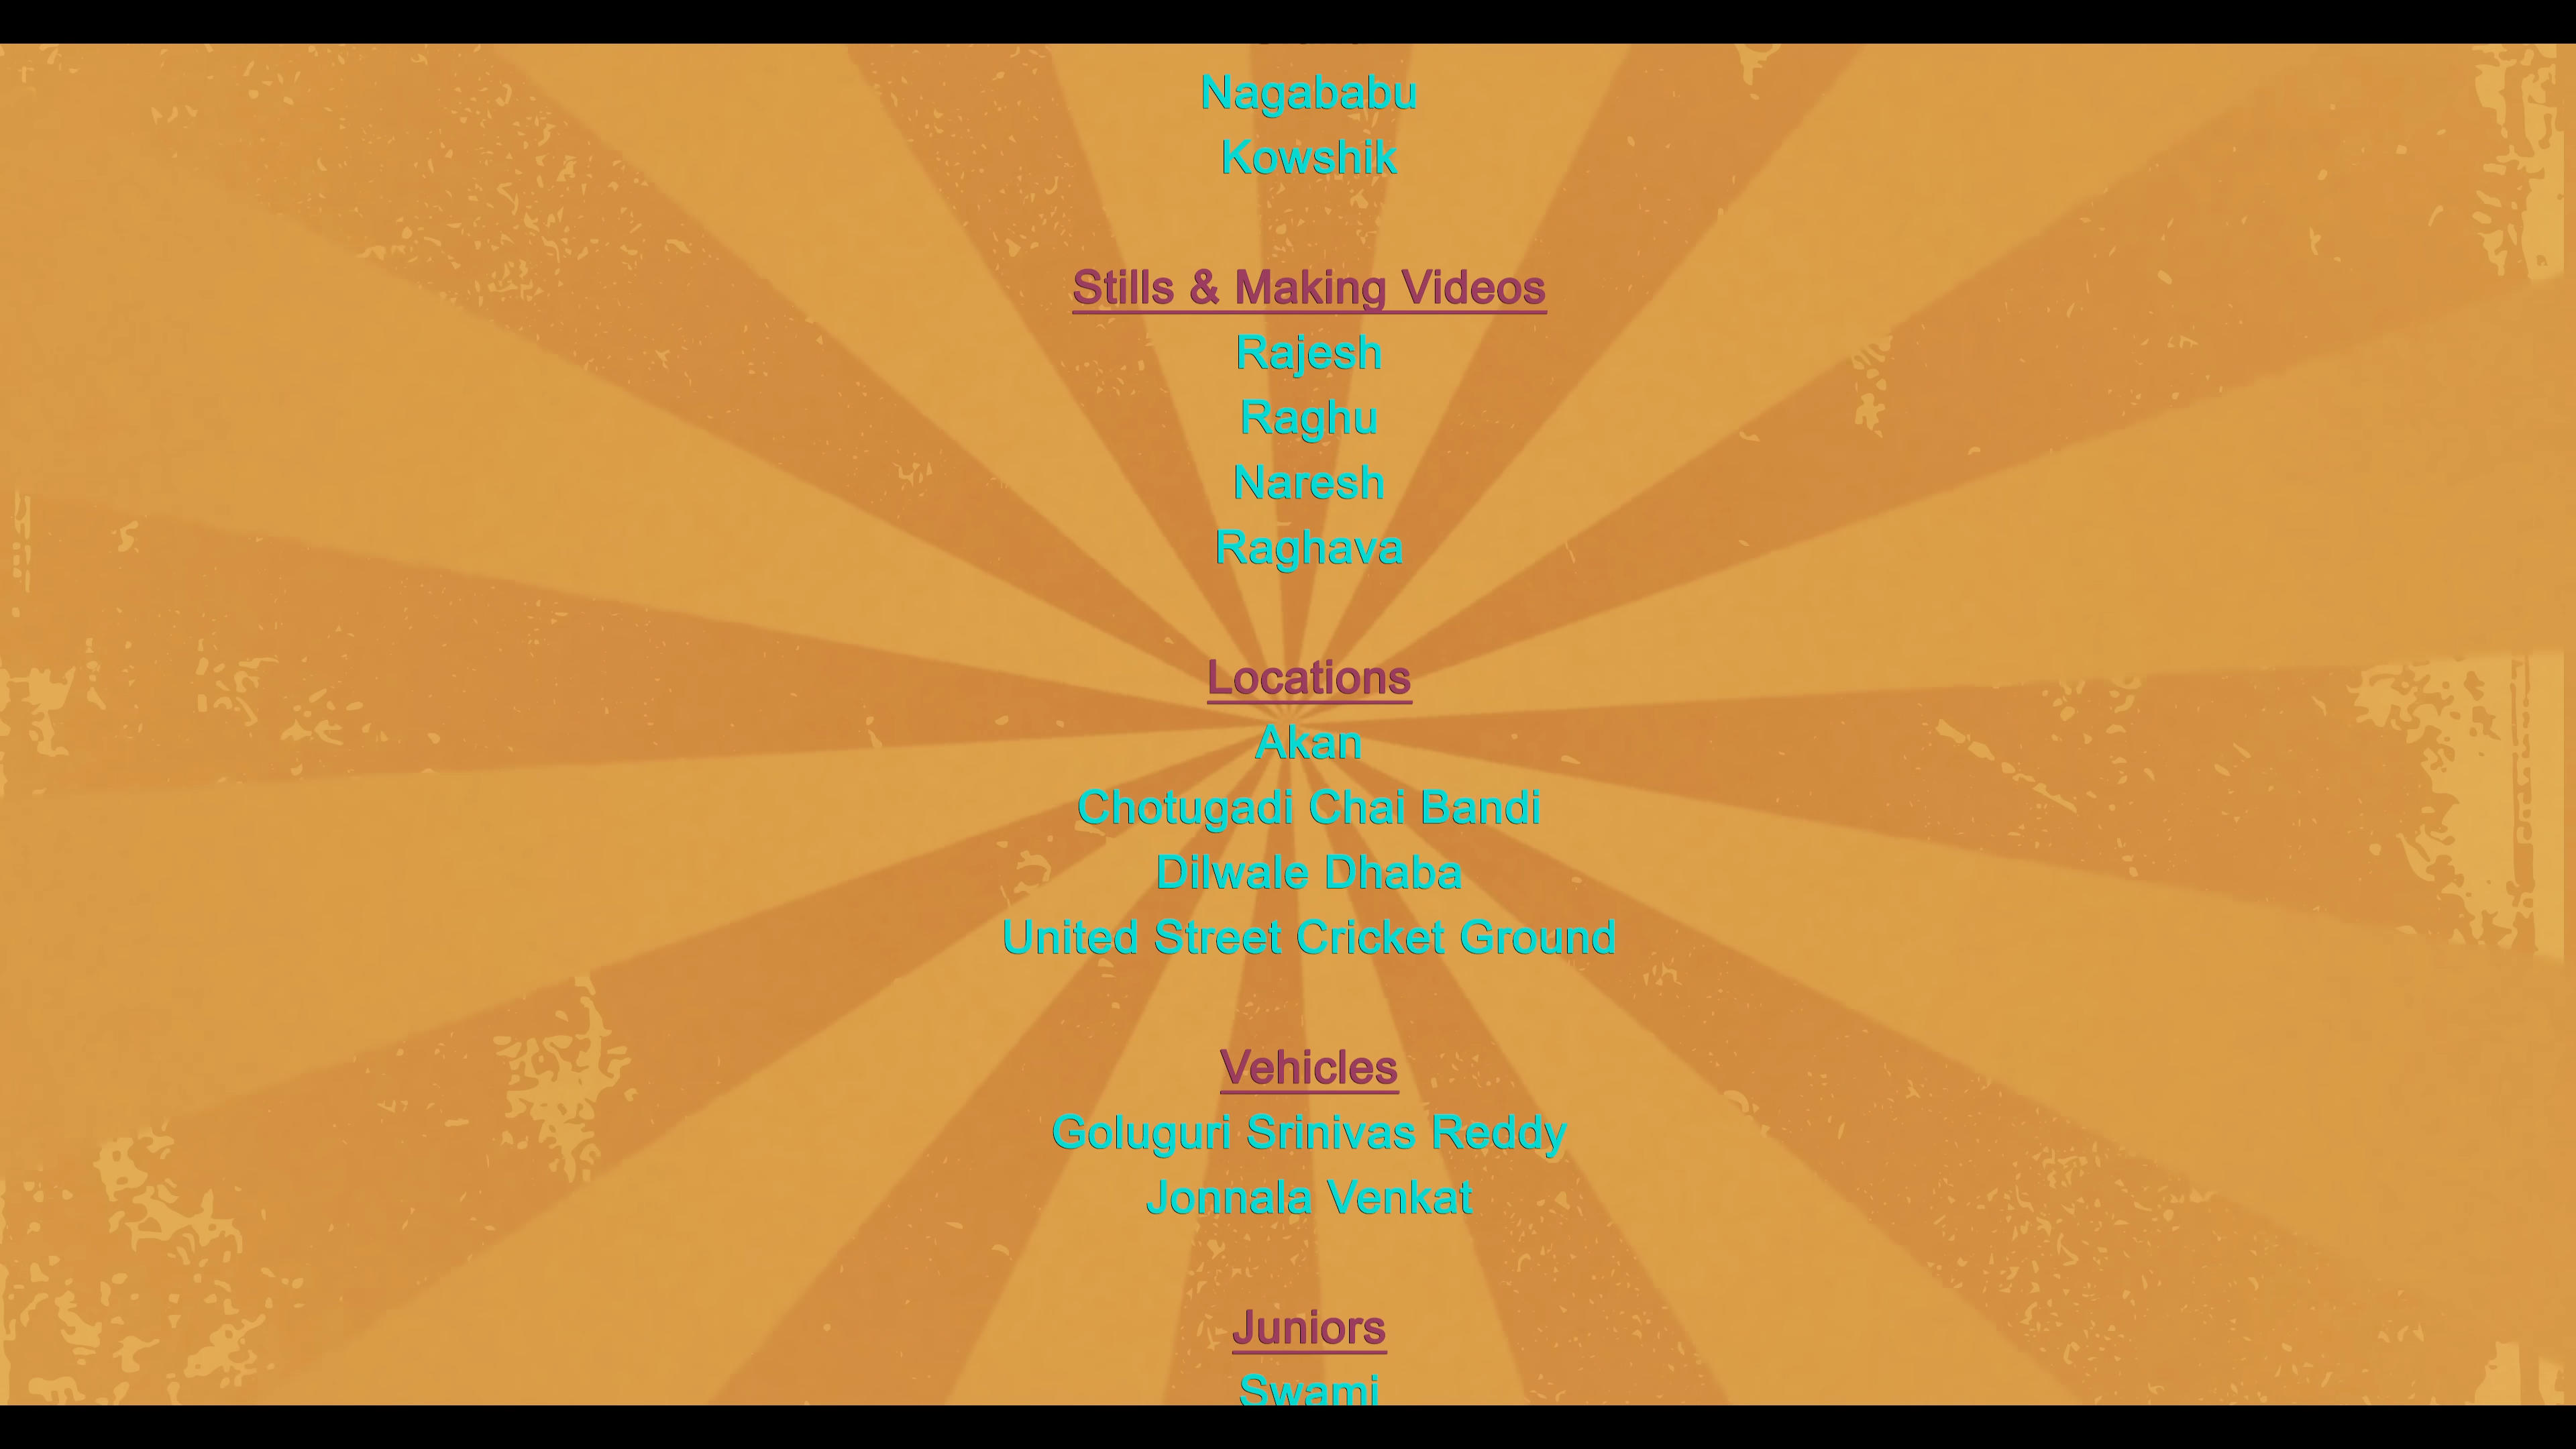 Nagababu
Kowshik
Stills & Making Videos
Rajesh
Raghu
Naresh
Raghava
Locations
Akan
Chotugadi Chai Bandi
Dilwale Dhaba
United Street Cricket Ground
Vehicles
Goluguri Srinivas Reddy
Jonnala Venkat
Juniors
Swami